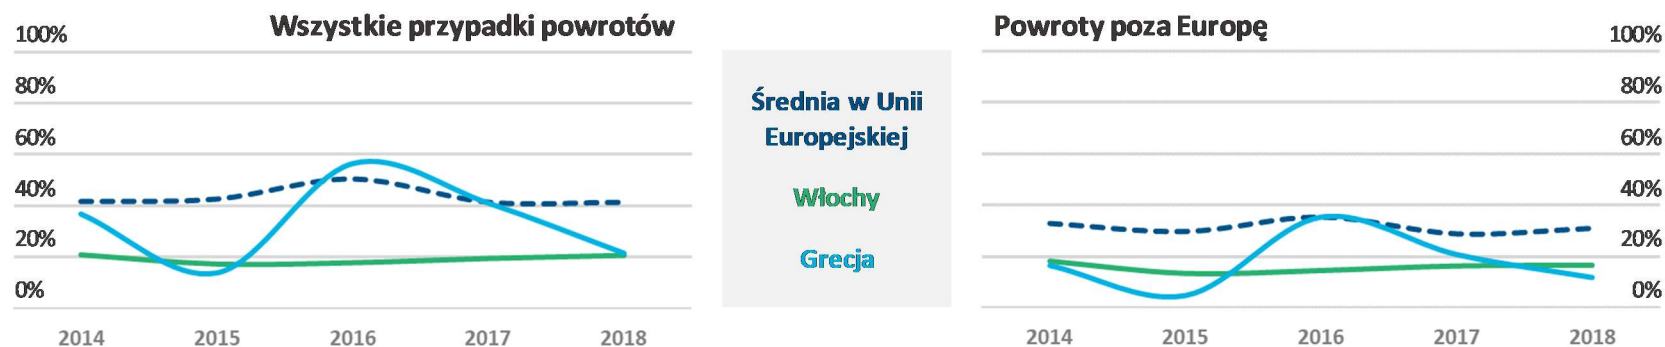 Wszystkie przypadki powrotów
100%
80%
60%
40%
20%
0%
2014 2015 2016 2017 2018
Średnia w Unii
Europejskiej
Włochy
Grecja
Powroty poza Europę
100%
80%
60%
40%
20%
0%
2014 2015 2016 2017 2018